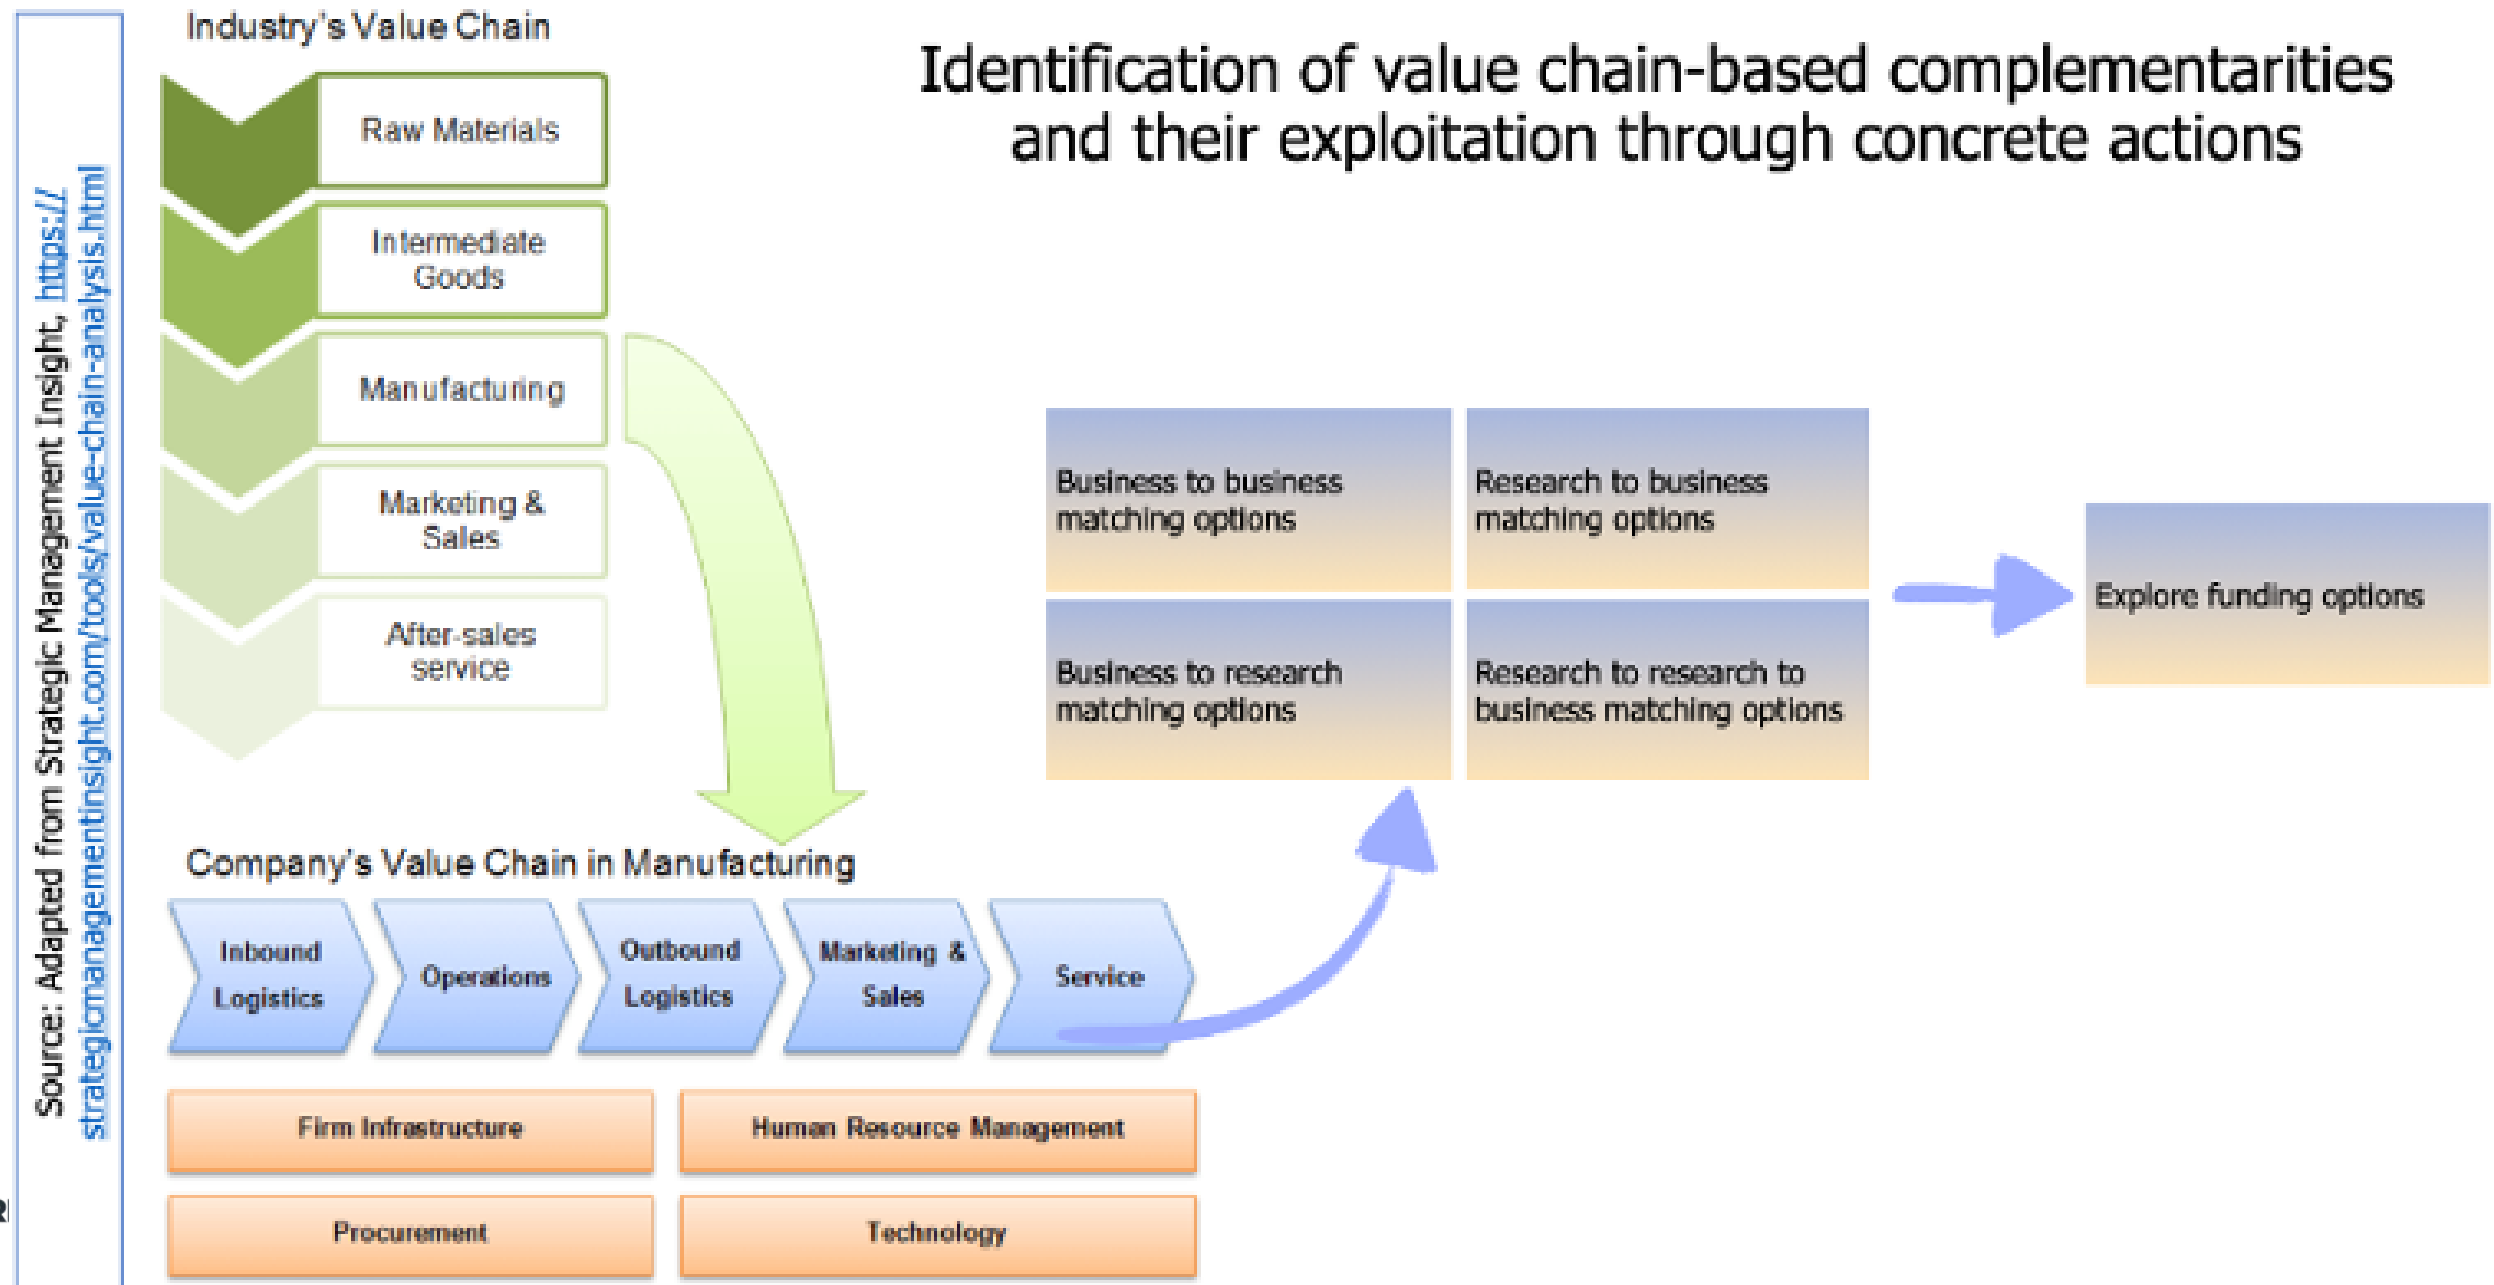 Industry's Value Chain
Identification of value chain-based complementarities
and their exploitation through concrete actions
Source: Adapted from Strategic Management Insight, https://
strategicmanagementinsight.com/tools/value-chain-analysis.html
Raw Materials
Intermediate
Goods
Manufacturing
Marketing &
Sales
After-sales
service
Business to business
matching options
Research to business
matching options
Business to research
matching options
Research to research to
business matching options
Explore funding options
Company's Value Chain in Manufacturing
Inbound
Logistics
Operations
Outbound
Logistics
Marketing &
Sales
Service
Firm Infrastructure
Human Resource Management
Procurement
Technology